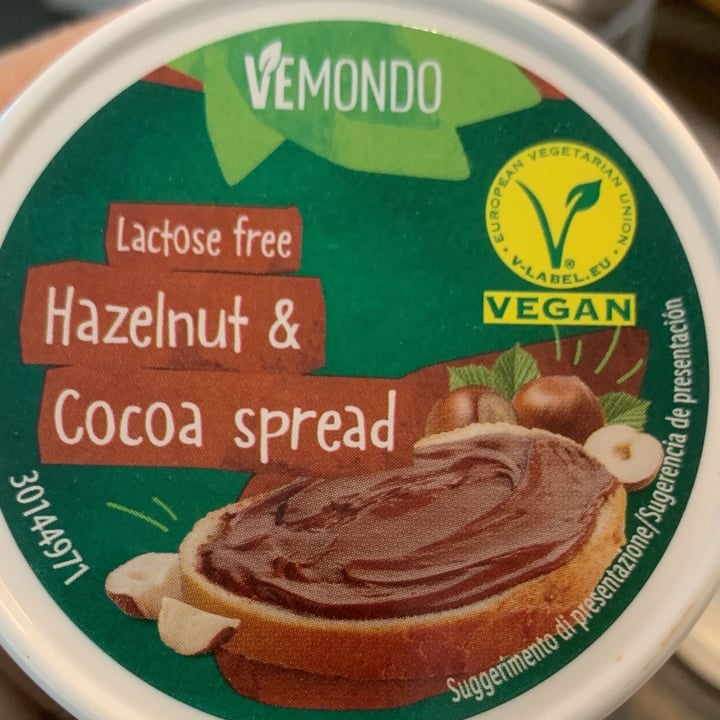 VEMONDO
EUROPEAN VEGETARIAN UNION
V-LABEL.EU
VEGAN
Lactose free
Hazelnut &
Cocoa spread
30144971
Suggerimento di presentazione/Sugerencia de presentación